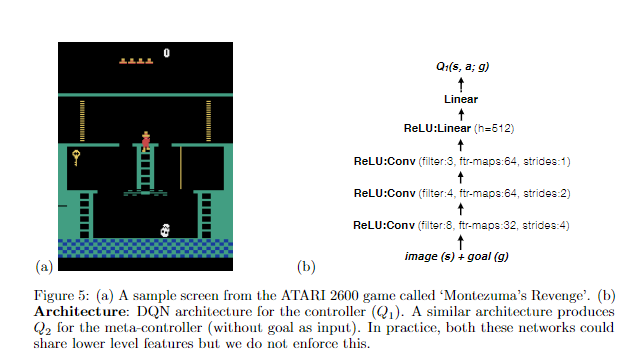 0
Q₁(s, a; g)
Linear
ReLU:Linear (h=512)
ReLU:Conv (filter:3, ftr-maps:64, strides:1)
ReLU:Conv (filter:4, ftr-maps:64, strides:2)
ReLU:Conv (filter:8, ftr-maps:32, strides:4)
image (s) + goal (g)
(a)
(b)
Figure 5: (a) A sample screen from the ATARI 2600 game called ‘Montezuma’s Revenge’. (b)
Architecture: DQN architecture for the controller (Q₁). A similar architecture produces
Q₂ for the meta-controller (without goal as input). In practice, both these networks could
share lower level features but we do not enforce this.